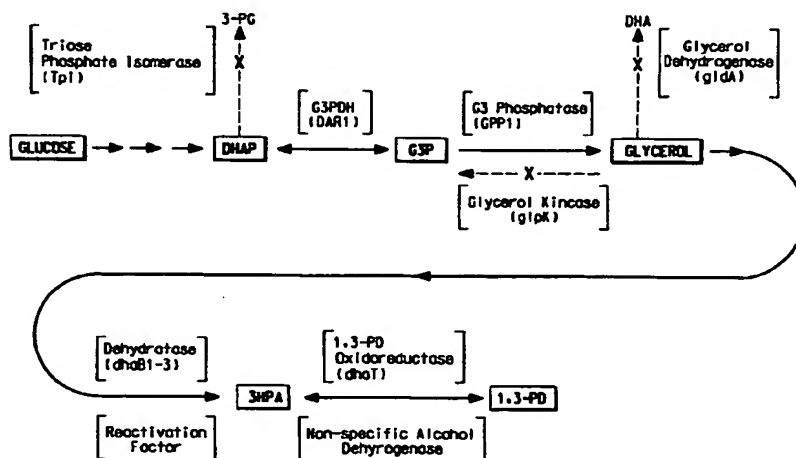 3-PG
DHA
Triose
Phosphate Isomerase
(Tpi)
Glycerol
Dehydrogenase
(gldA)
G3PDH
(DAR1)
G3 Phosphatase
(GPP1)
GLUCOSE
DHAP
G3P
GLYCEROL
X
X
X
Glycerol Kincase
(glpK)
Dehydratase
(dhaB1-3)
1.3-PD
Oxidoreductase
(dhaT)
3HPA
1.3-PD
Reactivation
Factor
Non-specific Alcohol
Dehyrogenase